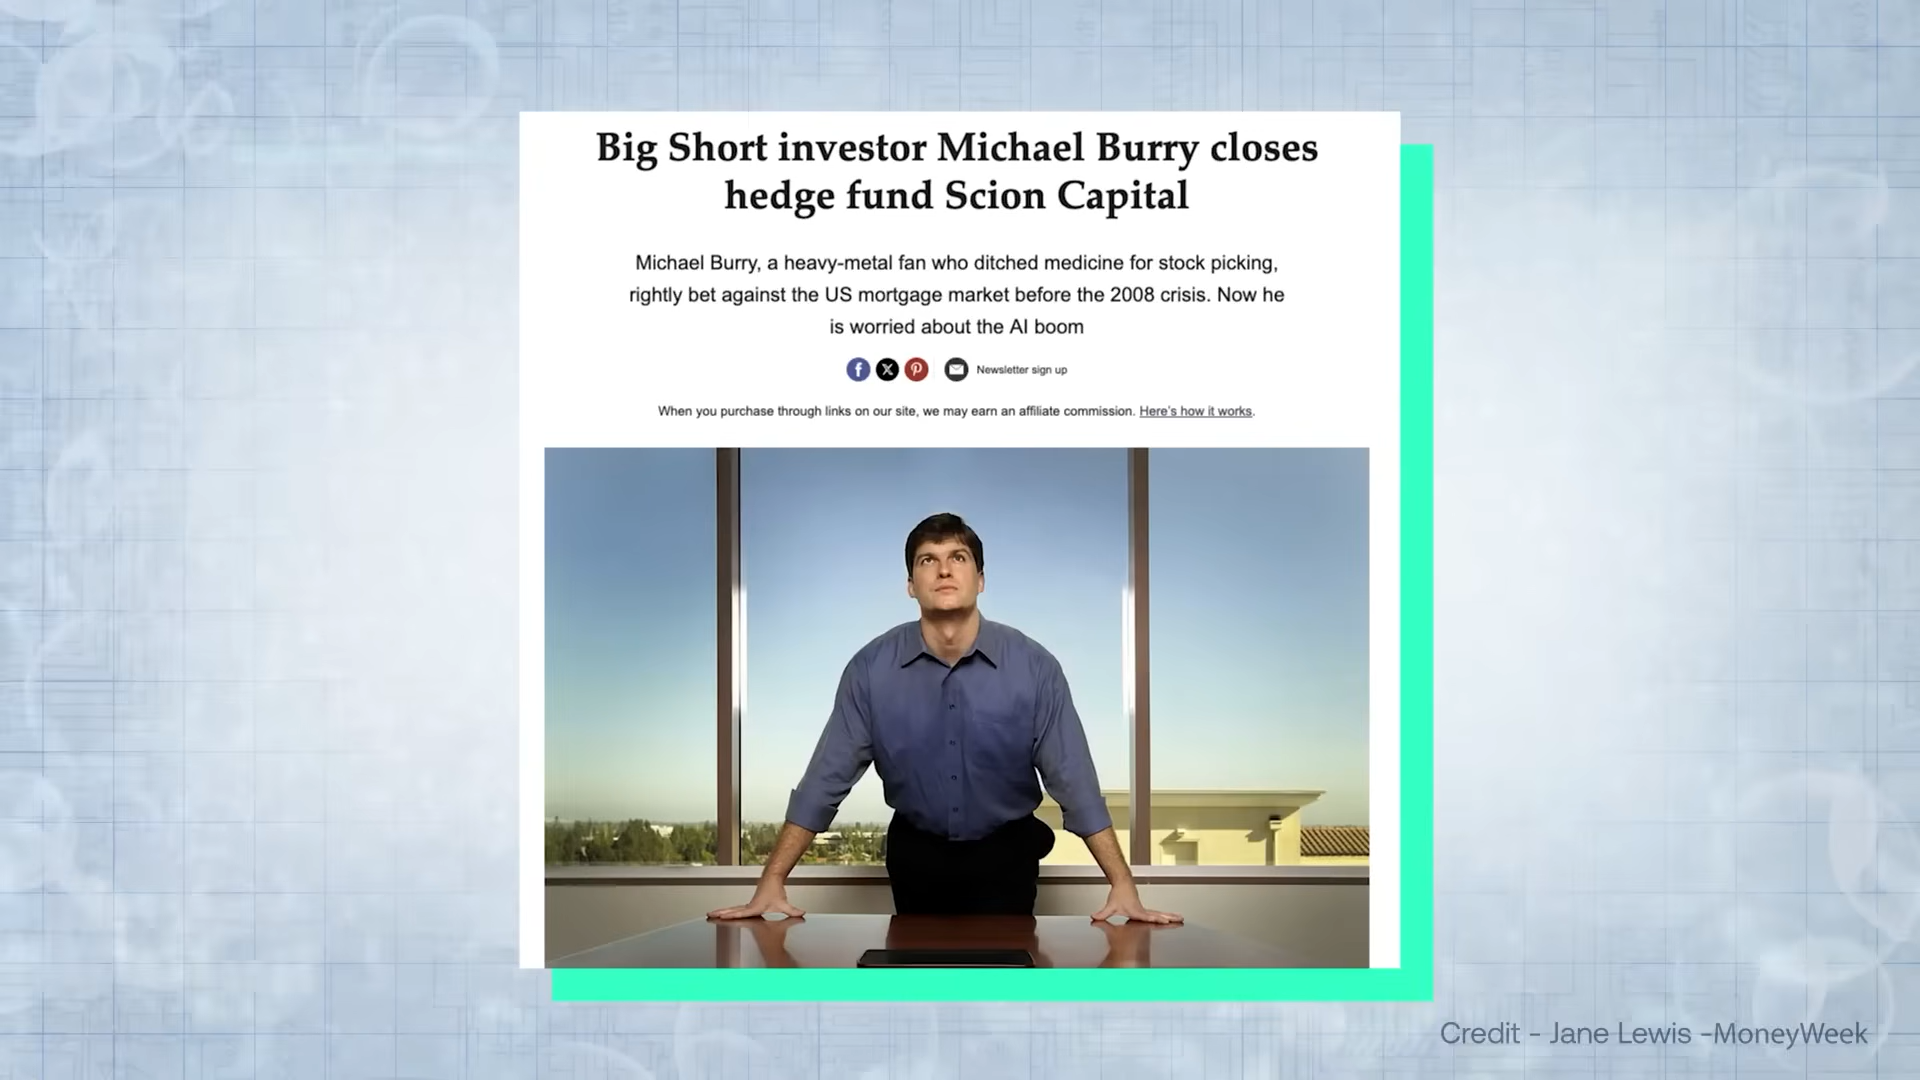 Big Short investor Michael Burry closes
hedge fund Scion Capital
Michael Burry, a heavy-metal fan who ditched medicine for stock picking,
rightly bet against the US mortgage market before the 2008 crisis. Now he
is worried about the AI boom
Newsletter sign up
When you purchase through links on our site, we may earn an affiliate commission. Here's how it works.
Credit - Jane Lewis -MoneyWeek